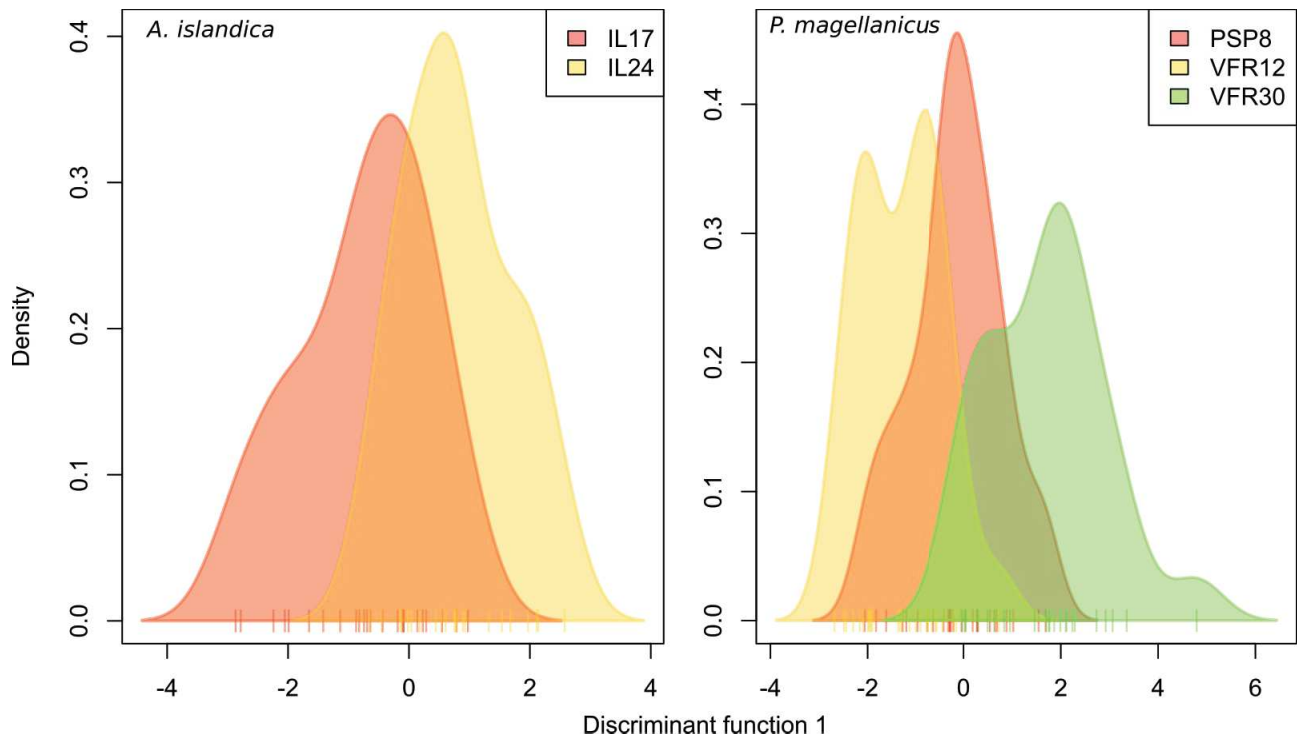 A. islandica
IL17
IL24
P. magellanicus
PSP8
VFR12
VFR30
Density
0.4
0.3
0.2
0.1
0.0
-4 -2 0 2 4
0.4
0.3
0.2
0.1
0.0
-4 -2 0 2 4 6
Discriminant function 1